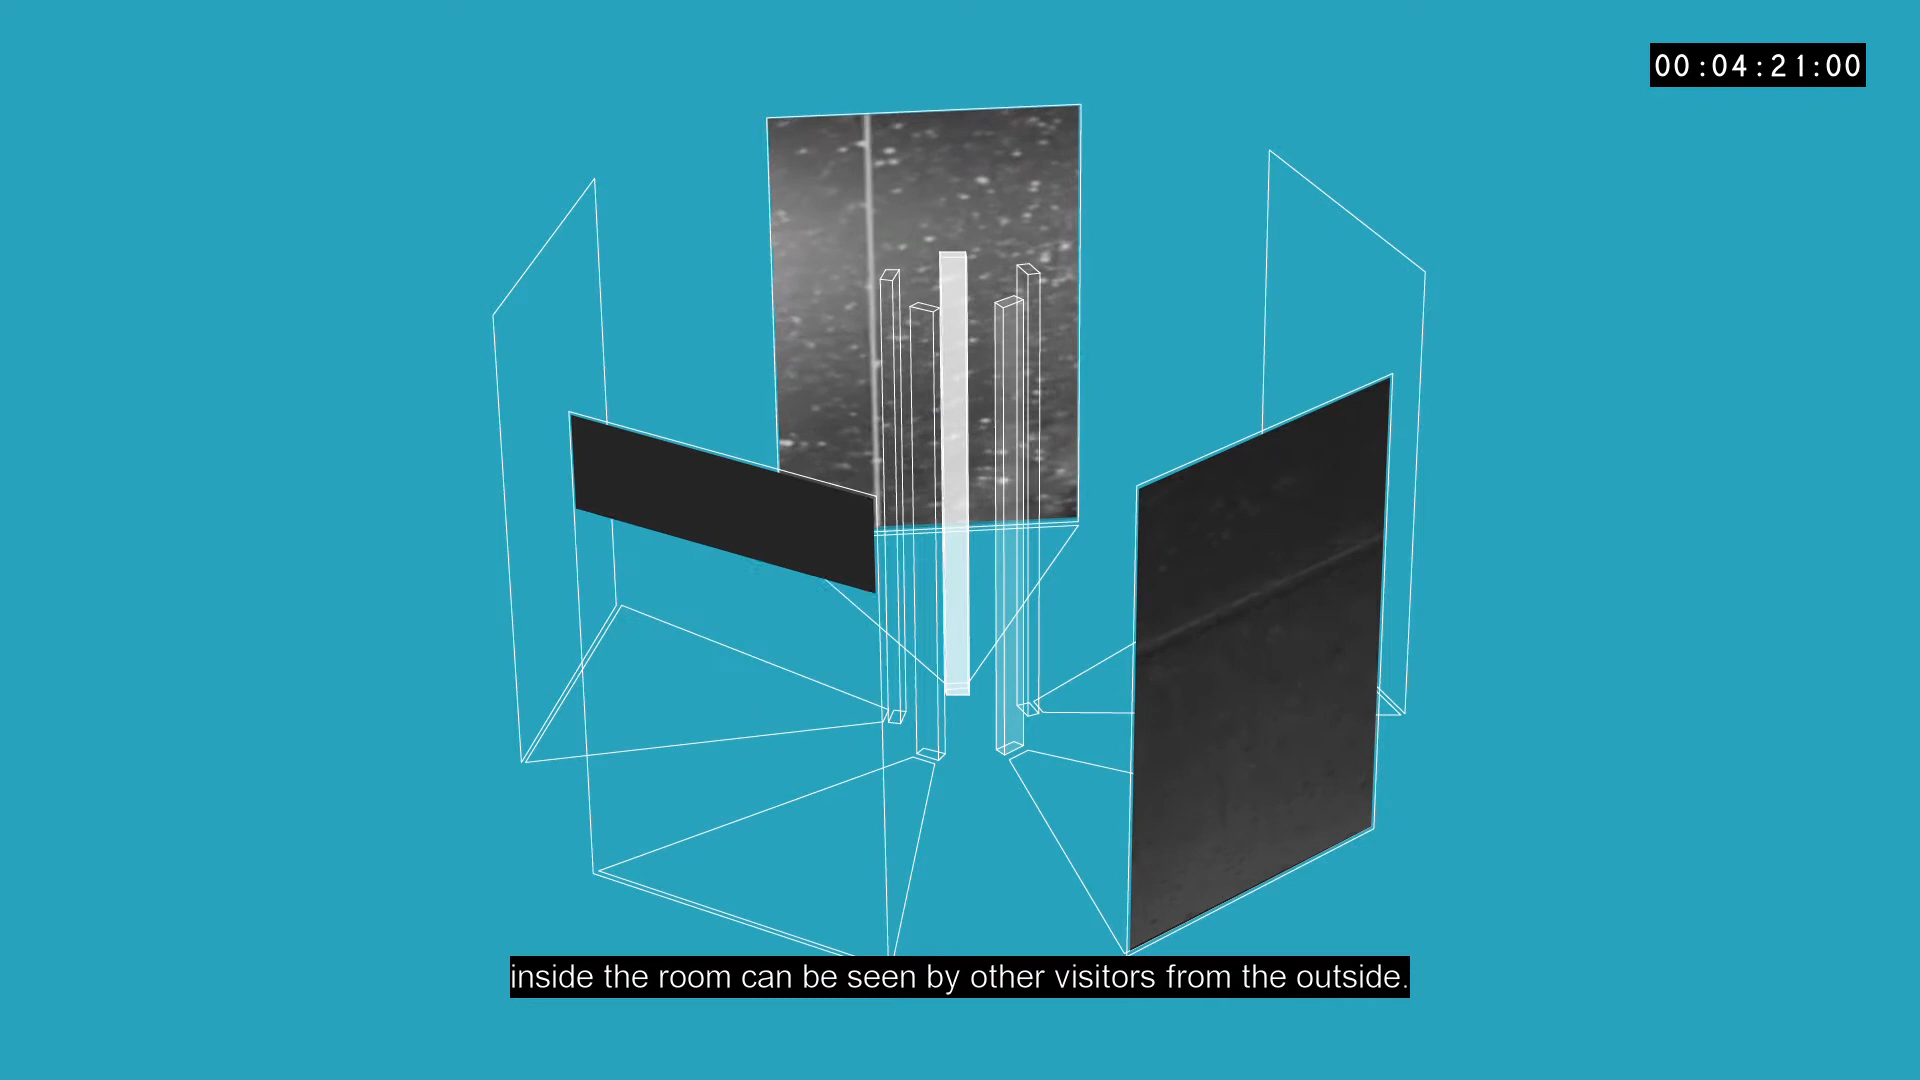 00:04:21:00
inside the room can be seen by other visitors from the outside.